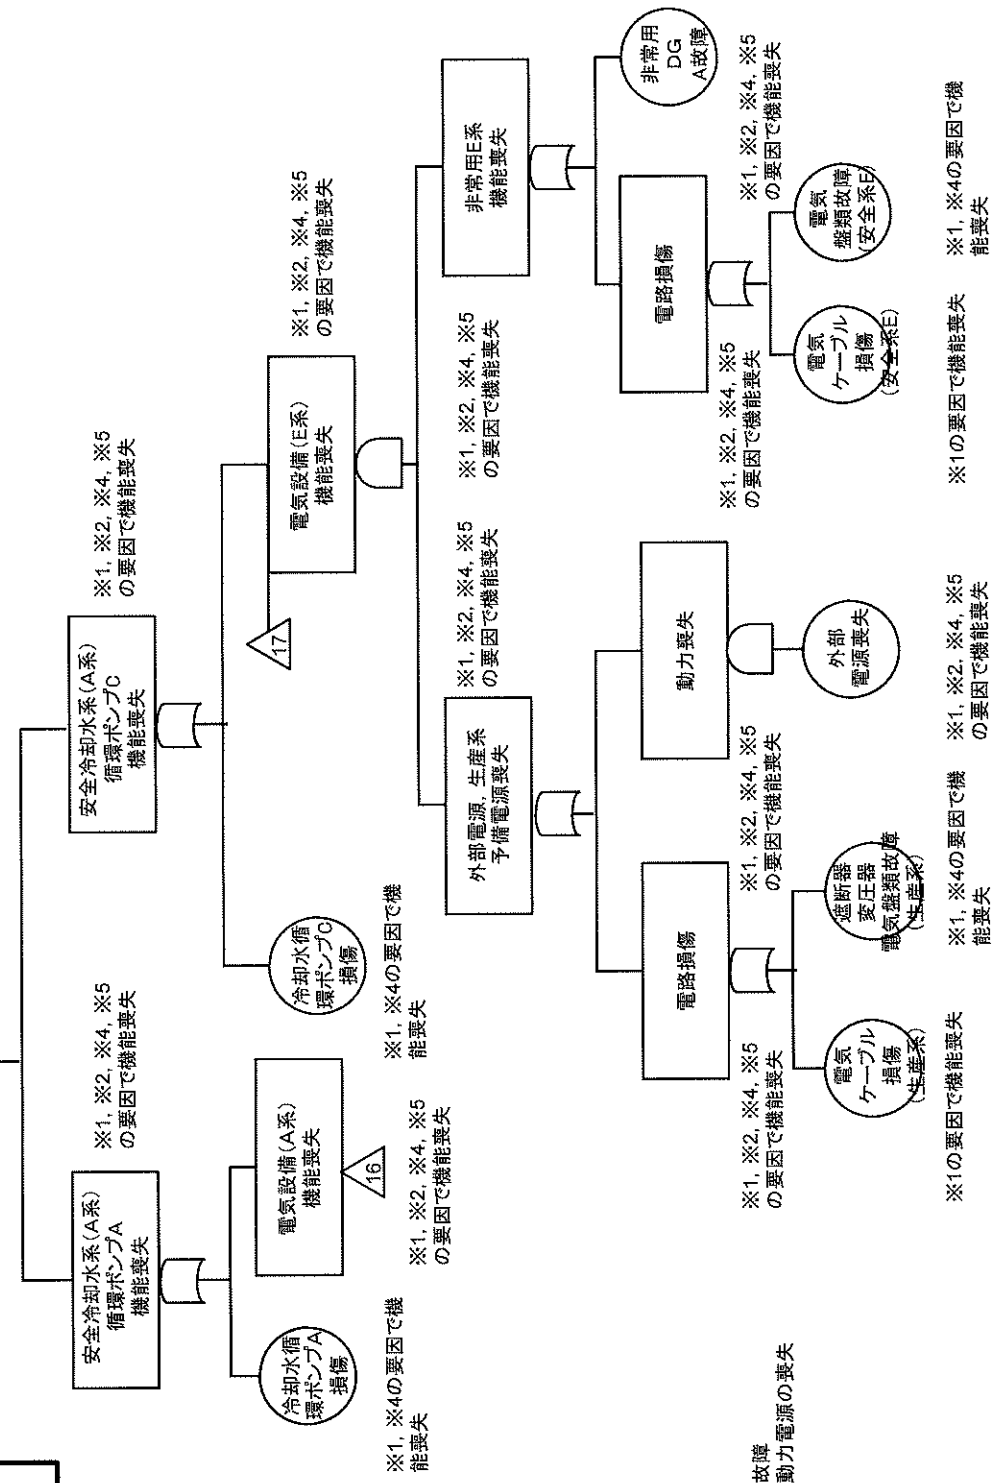 安全冷却水系(A系)
循環ポンプA
機能喪失
※1, ※2, ※4, ※5
の要因で機能喪失
安全冷却水系(A系)
循環ポンプC
機能喪失
※1, ※2, ※4, ※5
の要因で機能喪失
冷却水循
環ポンプA
損傷
※1, ※4の要因で機
能喪失
電気設備(A系)
機能喪失
16
※1, ※2, ※4, ※5
の要因で機能喪失
冷却水循
環ポンプC
損傷
※1, ※4の要因で機
能喪失
17
電気設備(E系)
機能喪失
※1, ※2, ※4, ※5
の要因で機能喪失
外部電源, 生産系
予備電源喪失
※1, ※2, ※4, ※5
の要因で機能喪失
非常用E系
機能喪失
※1, ※2, ※4, ※5
の要因で機能喪失
電路損傷
※1, ※2, ※4, ※5
の要因で機能喪失
動力喪失
※1, ※2, ※4, ※5
の要因で機能喪失
電路損傷
※1, ※2, ※4, ※5
の要因で機能喪失
非常用
DG
A故障
※1, ※2, ※4, ※5
の要因で機能喪失
電気
ケーブル
損傷
(生産系)
※1の要因で機能喪失
遮断器
変圧器
電気盤類故障
(生産系)
※1, ※4の要因で機
能喪失
外部
電源喪失
※1, ※2, ※4, ※5
の要因で機能喪失
電気
ケーブル
損傷
(安全系E)
※1の要因で機能喪失
電気
盤類故障
(安全系E)
※1, ※4の要因で機
能喪失
故障
動力電源の喪失